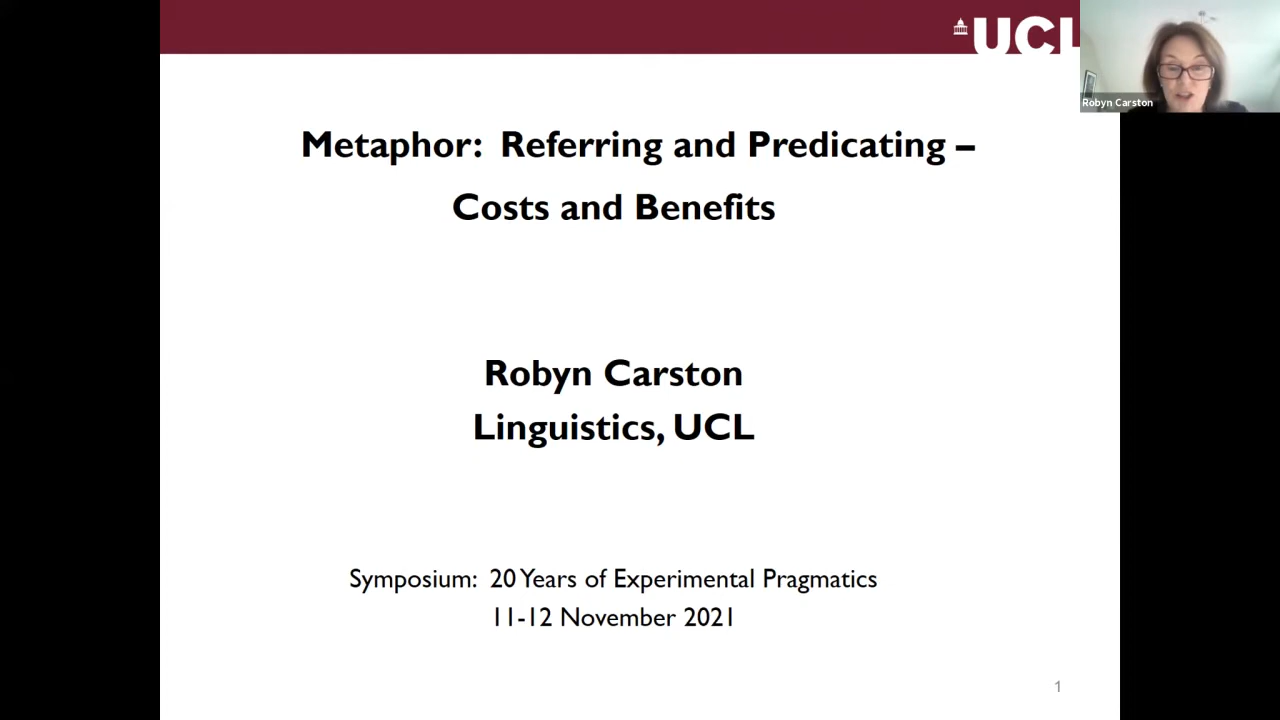 UCL
Robyn Carston
Metaphor: Referring and Predicating –
Costs and Benefits
Robyn Carston
Linguistics, UCL
Symposium: 20 Years of Experimental Pragmatics
11-12 November 2021
1